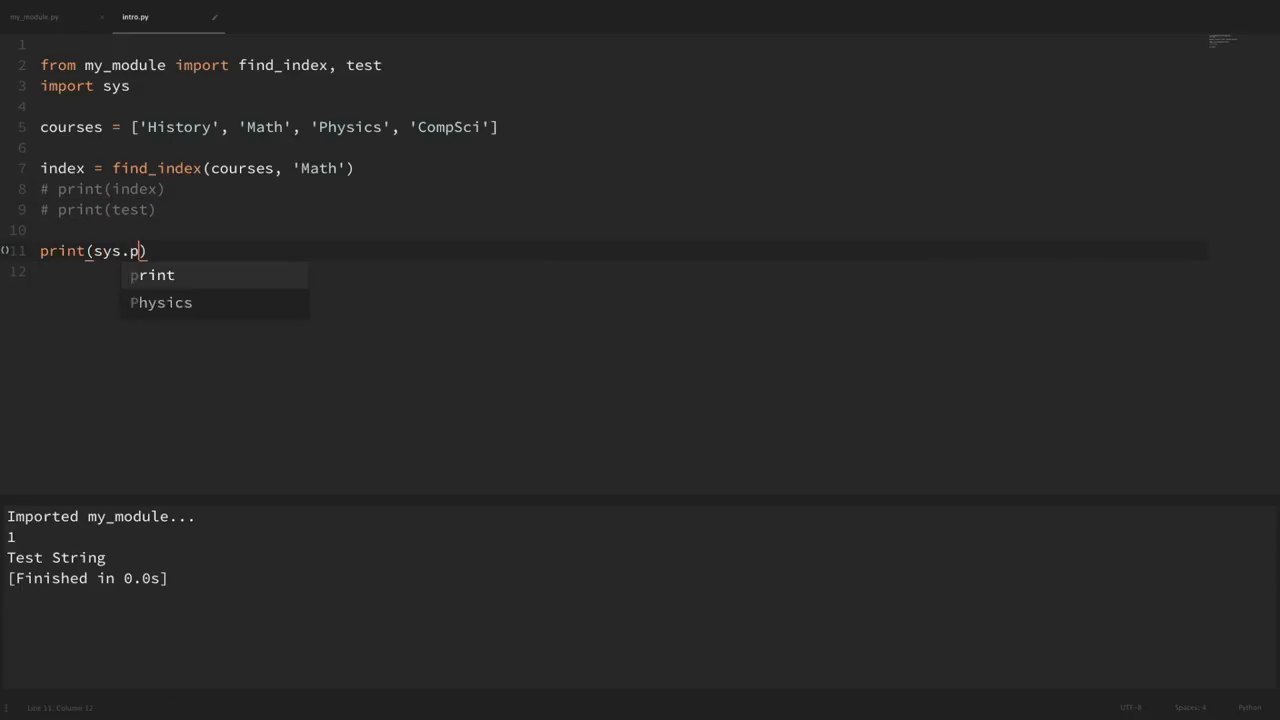 my_module.py × intro.py
1
2 from my_module import find_index, test
3 import sys
4
5 courses = ['History', 'Math', 'Physics', 'CompSci']
6
7 index = find_index(courses, 'Math')
8 # print(index)
9 # print(test)
10
() 11 print(sys.p)
12
print
Physics
Imported my_module...
1
Test String
[Finished in 0.0s]
Line 11, Column 11 UTF-8 Spaces: 4 Python